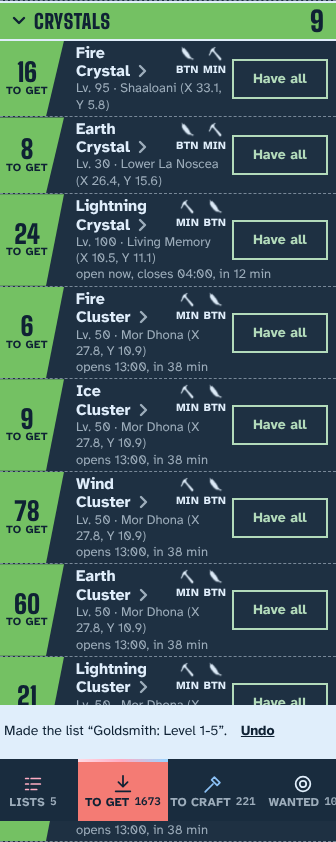 CRYSTALS 9
16 TO GET
Fire Crystal
BTN MIN
Have all
Lv. 95 · Shaaloani (X 33.1, Y 5.8)
8 TO GET
Earth Crystal
BTN MIN
Have all
Lv. 30 · Lower La Noscea (X 26.4, Y 15.6)
24 TO GET
Lightning Crystal
MIN BTN
Have all
Lv. 100 · Living Memory (X 10.5, Y 11.1)
open now, closes 04:00, in 12 min
6 TO GET
Fire Cluster
MIN BTN
Have all
Lv. 50 · Mor Dhona (X 27.8, Y 10.9)
opens 13:00, in 38 min
9 TO GET
Ice Cluster
MIN BTN
Have all
Lv. 50 · Mor Dhona (X 27.8, Y 10.9)
opens 13:00, in 38 min
78 TO GET
Wind Cluster
MIN BTN
Have all
Lv. 50 · Mor Dhona (X 27.8, Y 10.9)
opens 13:00, in 38 min
60 TO GET
Earth Cluster
MIN BTN
Have all
Lv. 50 · Mor Dhona (X 27.8, Y 10.9)
opens 13:00, in 38 min
21
Lightning Cluster
MIN BTN
Have all
Lv. 50 · Mor Dhona (X
Made the list “Goldsmith: Level 1-5”. Undo
LISTS 5
TO GET 1673
TO CRAFT 221
WANTED
opens 13:00, in 38 min